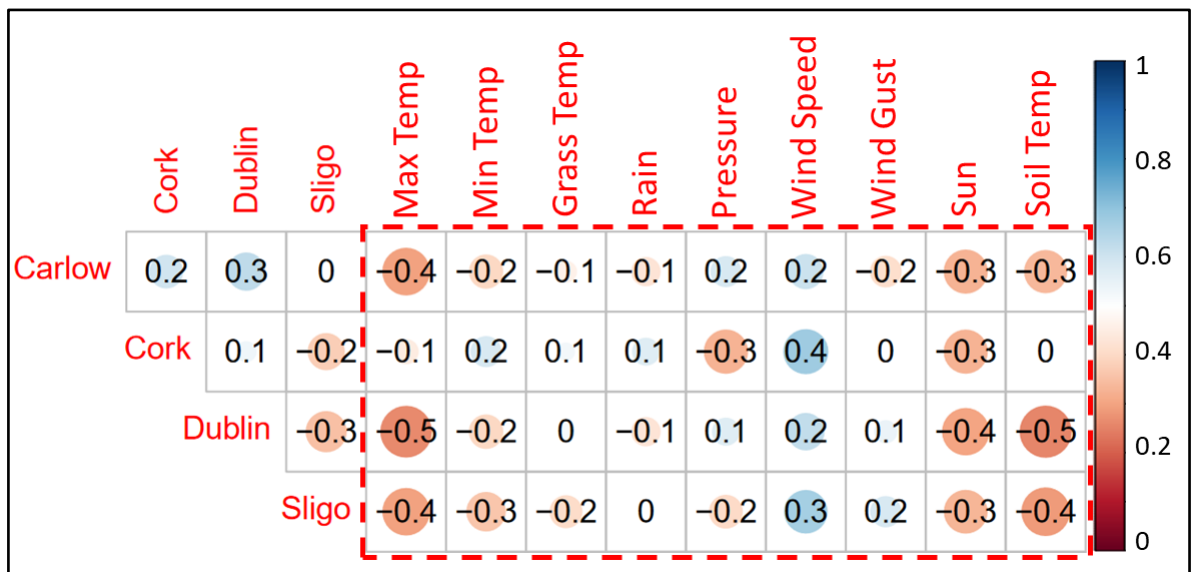 Cork Dublin Sligo Max Temp Min Temp Grass Temp Rain Pressure Wind Speed Wind Gust Sun Soil Temp
Carlow 0.2 0.3 0 −0.4 −0.2 −0.1 −0.1 0.2 0.2 −0.2 −0.3 −0.3
Cork 0.1 −0.2 −0.1 0.2 0.1 0.1 −0.3 0.4 0 −0.3 0
Dublin −0.3 −0.5 −0.2 0 −0.1 0.1 0.2 0.1 −0.4 −0.5
Sligo −0.4 −0.3 −0.2 0 −0.2 0.3 0.2 −0.3 −0.4
1
0.8
0.6
0.4
0.2
0